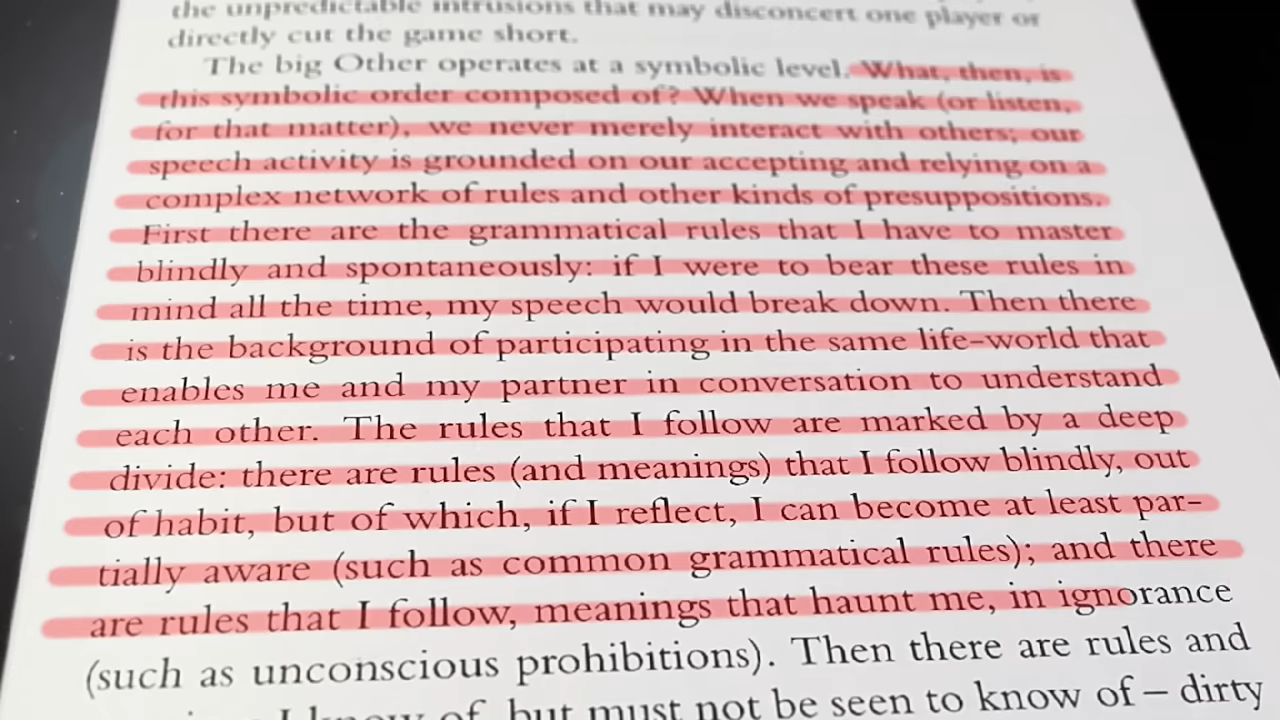 the unpredictable intrusions that may disconcert one player or
directly cut the game short.
The big Other operates at a symbolic level. What, then, is
this symbolic order composed of? When we speak (or listen,
for that matter), we never merely interact with others; our
speech activity is grounded on our accepting and relying on a
complex network of rules and other kinds of presuppositions.
First there are the grammatical rules that I have to master
blindly and spontaneously: if I were to bear these rules in
mind all the time, my speech would break down. Then there
is the background of participating in the same life-world that
enables me and my partner in conversation to understand
each other. The rules that I follow are marked by a deep
divide: there are rules (and meanings) that I follow blindly, out
of habit, but of which, if I reflect, I can become at least par-
tially aware (such as common grammatical rules); and there
are rules that I follow, meanings that haunt me, in ignorance
(such as unconscious prohibitions). Then there are rules and
I know of, but must not be seen to know of – dirty